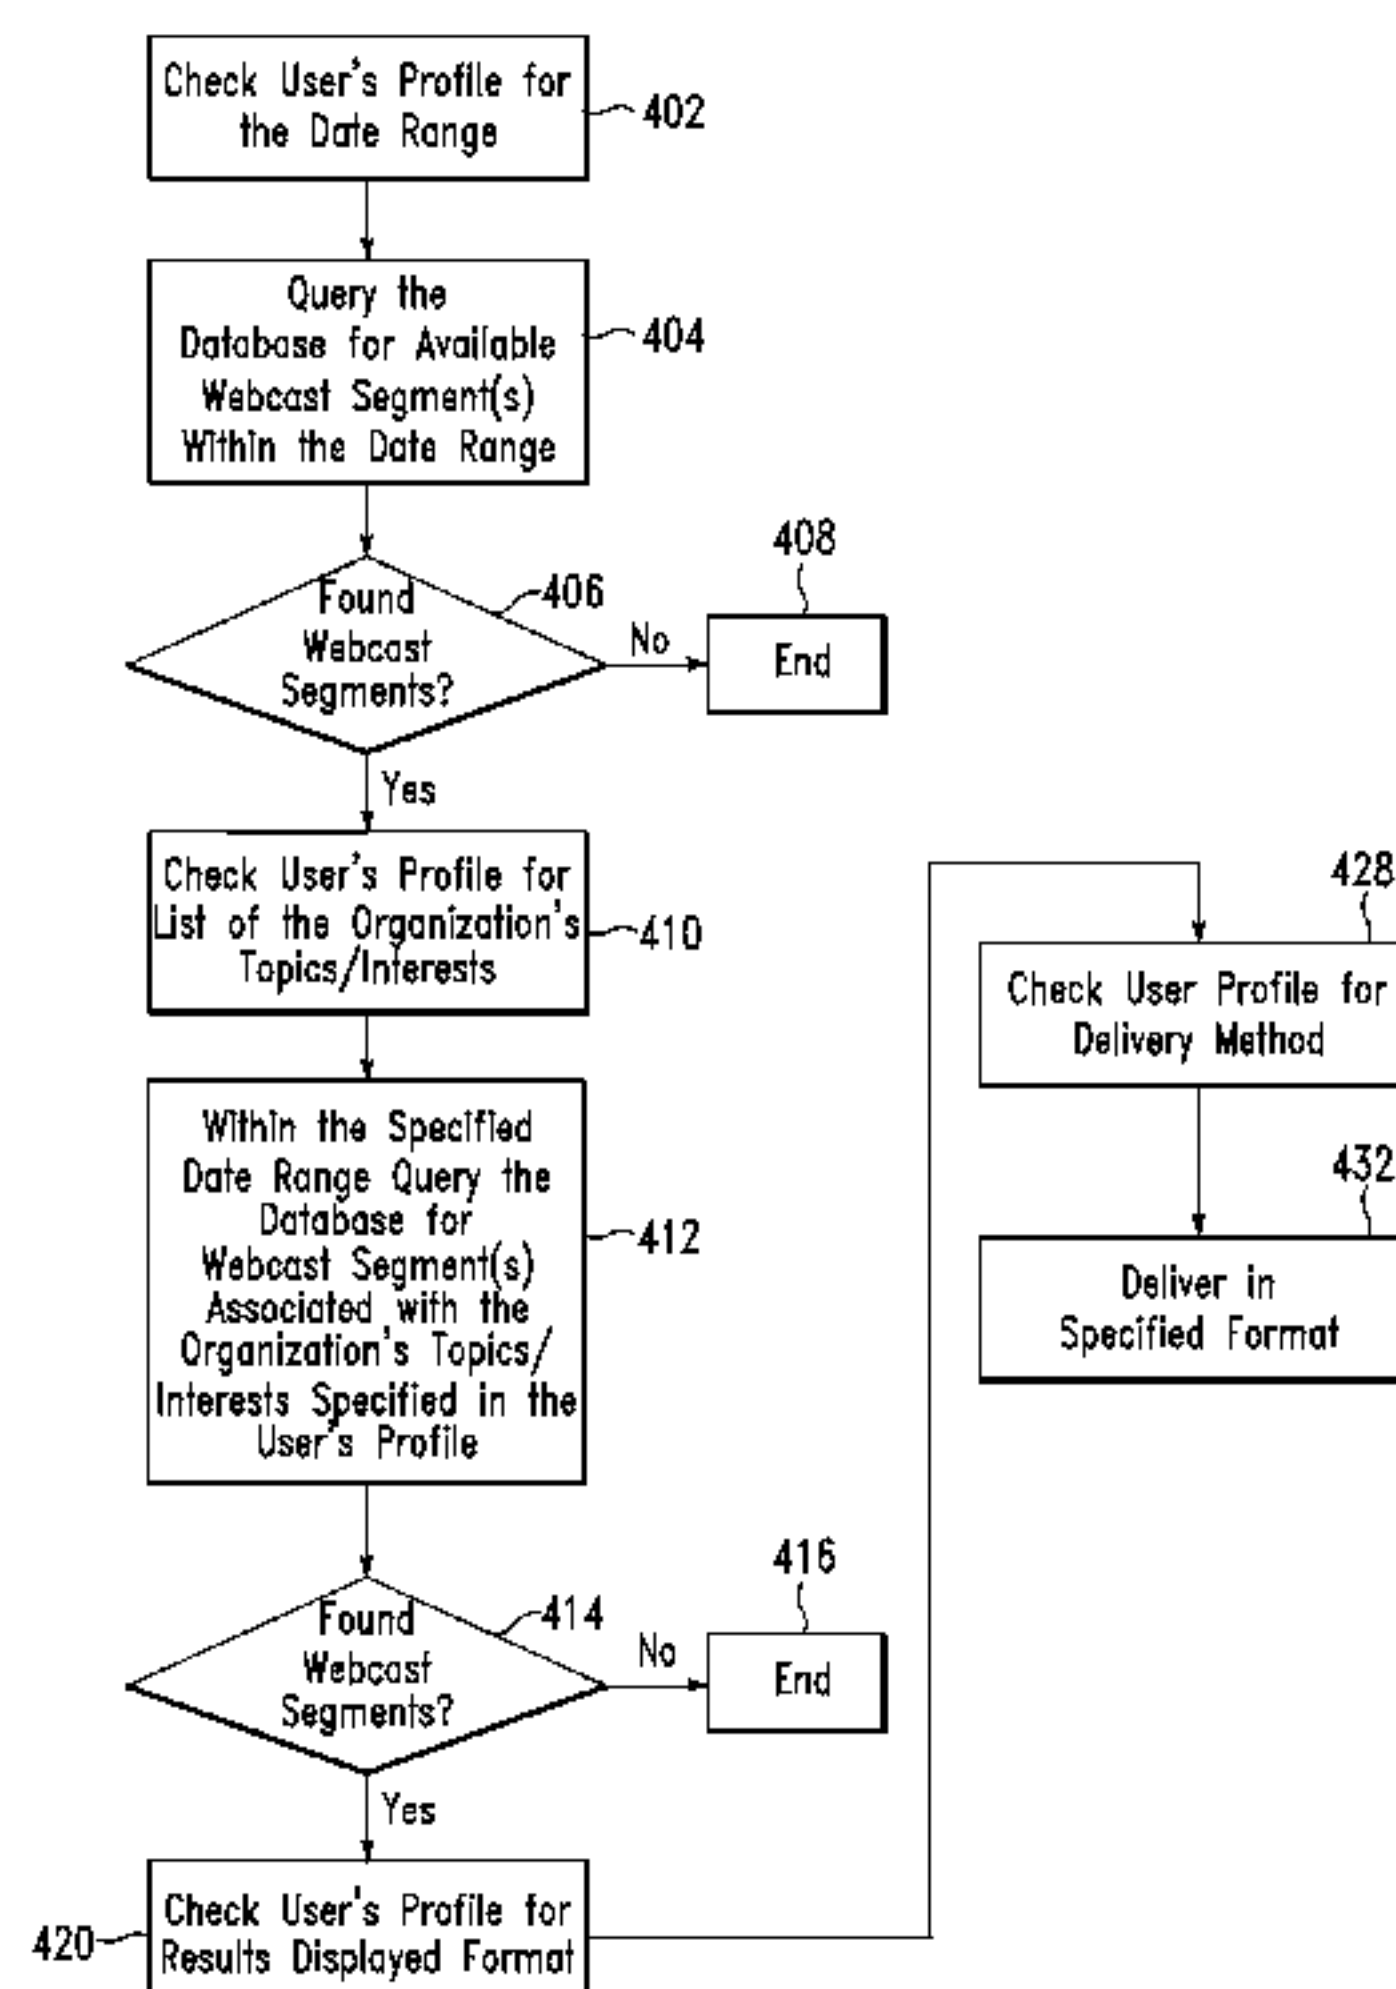 Check User's Profile for
the Date Range
402
Query the
Database for Available
Webcast Segment(s)
Within the Date Range
404
Found
Webcast
Segments?
406
No
408
End
Yes
Check User's Profile for
List of the Organization's
Topics/Interests
410
Within the Specified
Date Range Query the
Database for
Webcast Segment(s)
Associated with the
Organization's Topics/
Interests Specified in the
User's Profile
412
Found
Webcast
Segments?
414
No
416
End
Yes
Check User's Profile for
Results Displayed Format
420
428
Check User Profile for
Delivery Method
432
Deliver in
Specified Format